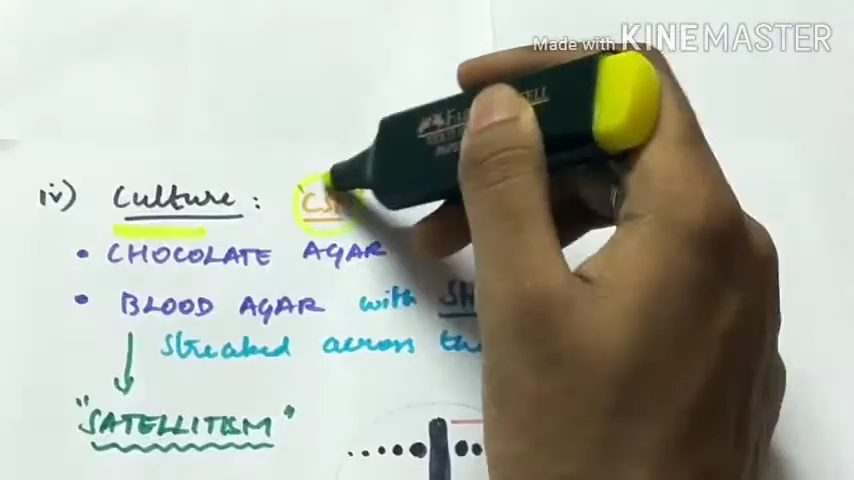 Made with KINEMASTER
iv) Culture :
• CHOCOLATE AGAR
• BLOOD AGAR with
streaked across
"SATELLITISM"